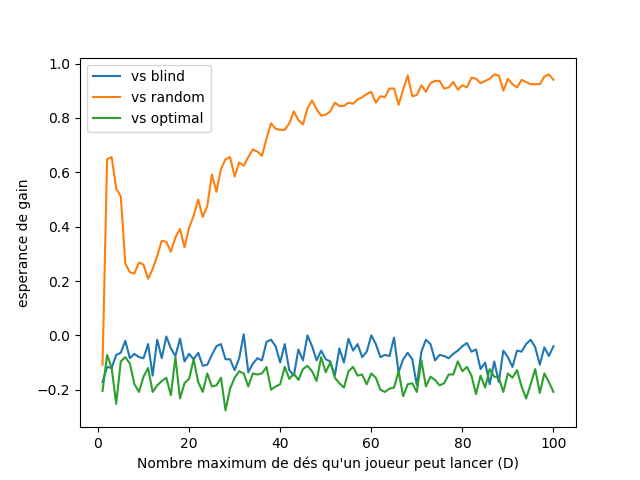 vs blind
vs random
vs optimal
1.0
0.8
0.6
0.4
0.2
0.0
−0.2
esperance de gain
0
20
40
60
80
100
Nombre maximum de dés qu'un joueur peut lancer (D)